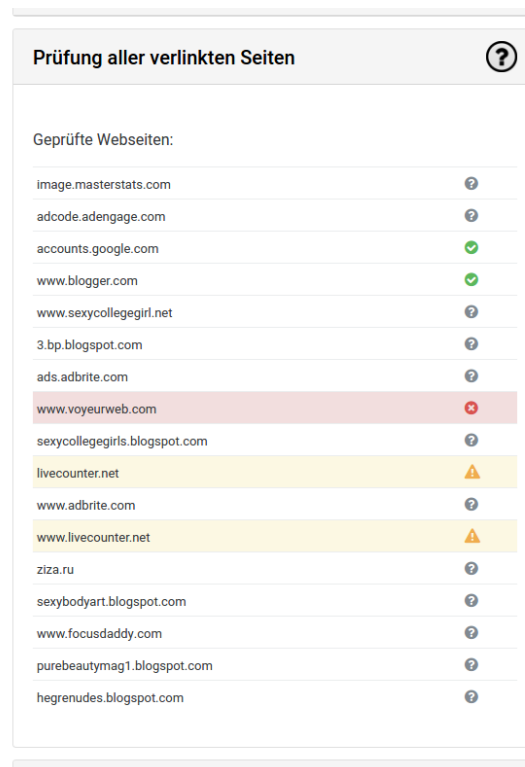 Prüfung aller verlinkten Seiten
Geprüfte Webseiten:
image.masterstats.com
adcode.adengage.com
accounts.google.com
www.blogger.com
www.sexycollegegirl.net
3.bp.blogspot.com
ads.adbrite.com
www.voyeurweb.com
sexycollegegirls.blogspot.com
livecounter.net
www.adbrite.com
www.livecounter.net
ziza.ru
sexybodyart.blogspot.com
www.focusdaddy.com
purebeautymag1.blogspot.com
hegrenudes.blogspot.com